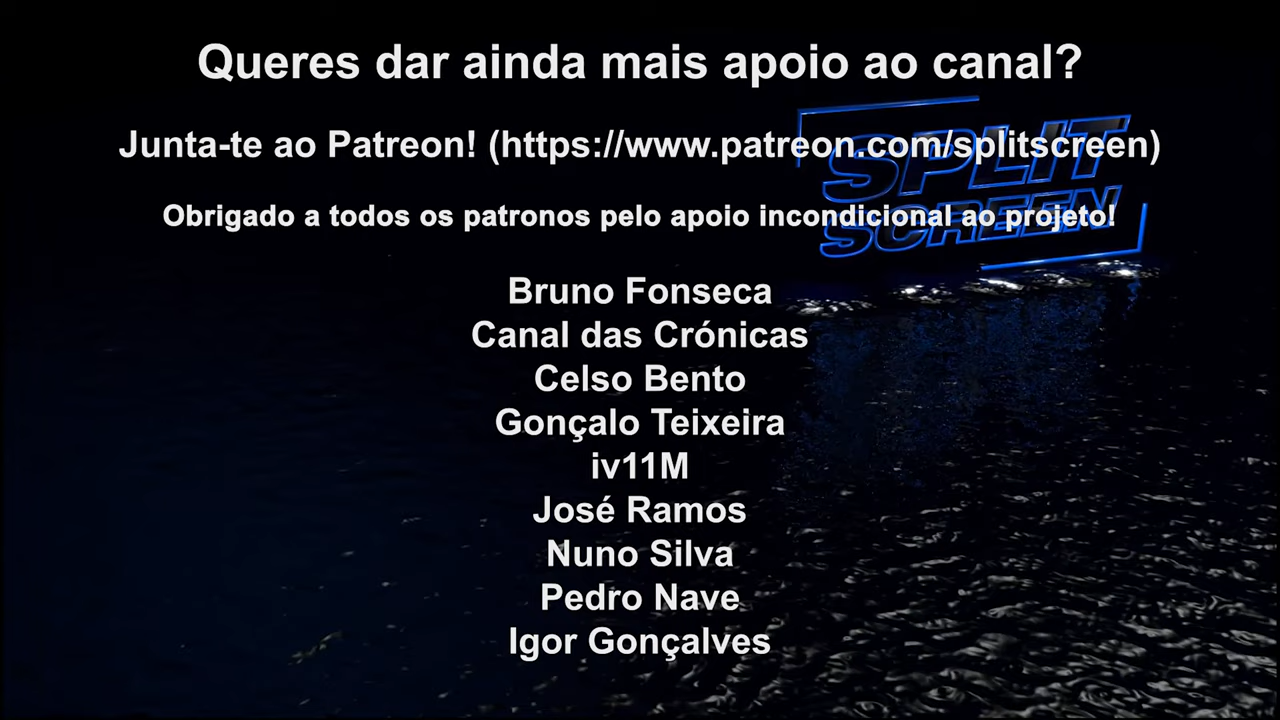 Queres dar ainda mais apoio ao canal?
Junta-te ao Patreon! (https://www.patreon.com/splitscreen)
Obrigado a todos os patronos pelo apoio incondicional ao projeto!
SPLIT
SCREEN
Bruno Fonseca
Canal das Crónicas
Celso Bento
Gonçalo Teixeira
iv11M
José Ramos
Nuno Silva
Pedro Nave
Igor Gonçalves